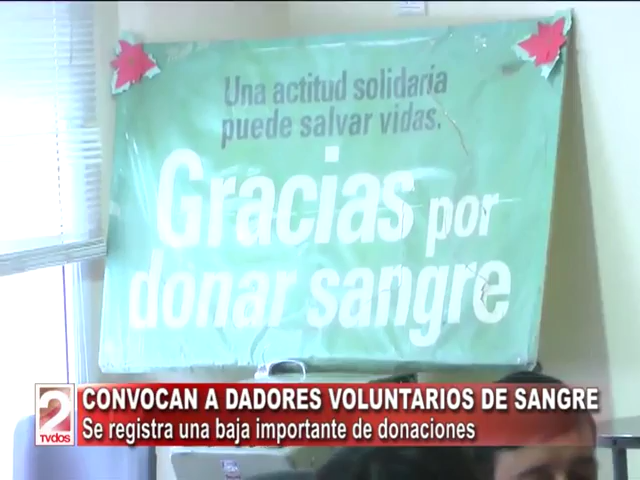 Una actitud solidaria
puede salvar vidas.
Gracias por
donar sangre
2
TVDOS
CONVOCAN A DADORES VOLUNTARIOS DE SANGRE
Se registra una baja importante de donaciones